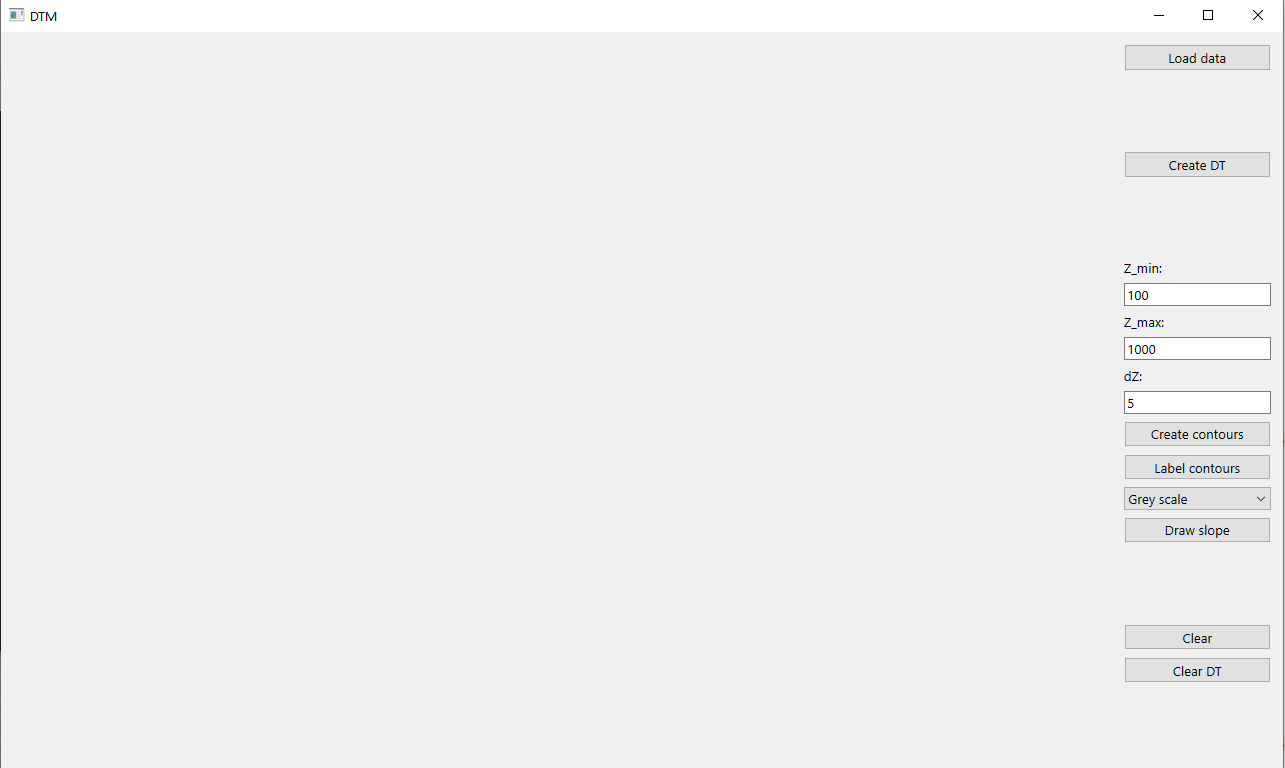 DTM
Load data
Create DT
Z_min:
100
Z_max:
1000
dZ:
5
Create contours
Label contours
Grey scale
Draw slope
Clear
Clear DT